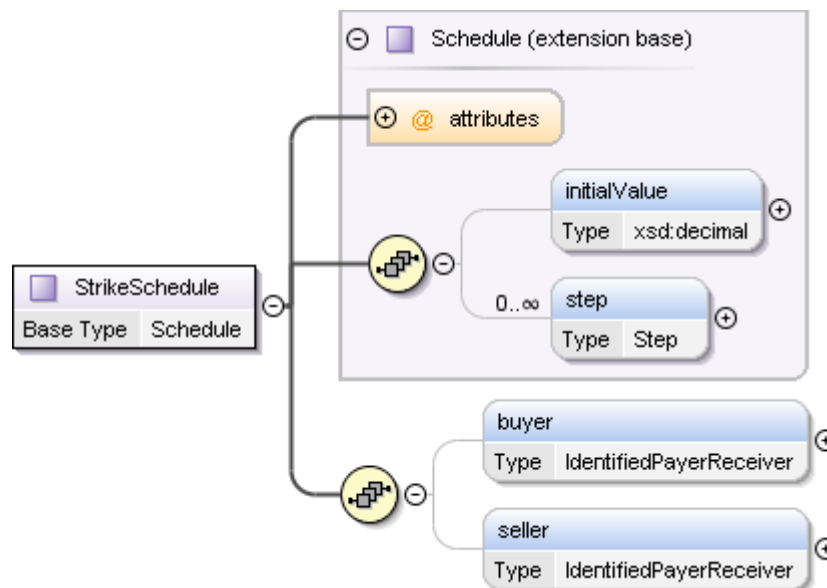 Schedule (extension base)
@ attributes
initialValue
Type xsd:decimal
0..∞
step
Type Step
StrikeSchedule
Base Type Schedule
buyer
Type IdentifiedPayerReceiver
seller
Type IdentifiedPayerReceiver